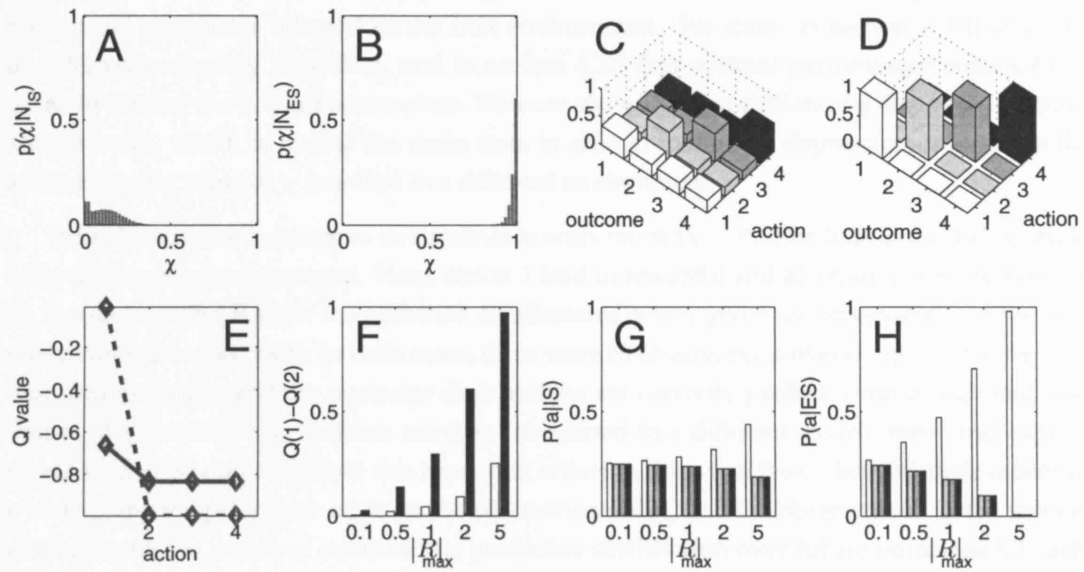 A
p(χ|N_IS)
1
0.5
0
0
0.5
1
χ
B
p(χ|N_ES)
1
0.5
0
0
0.5
1
χ
C
1
0.5
0
1
2
3
4
outcome
1
2
3
4
action
D
1
0.5
0
1
2
3
4
outcome
1
2
3
4
action
E
Q value
−0.2
−0.4
−0.6
−0.8
2
4
action
F
Q(1)−Q(2)
1
0.5
0
0.1
0.5
1
2
5
|R_max|
G
P(a|IS)
1
0.5
0
0.1
0.5
1
2
5
|R_max|
H
P(a|ES)
1
0.5
0
0.1
0.5
1
2
5
|R_max|